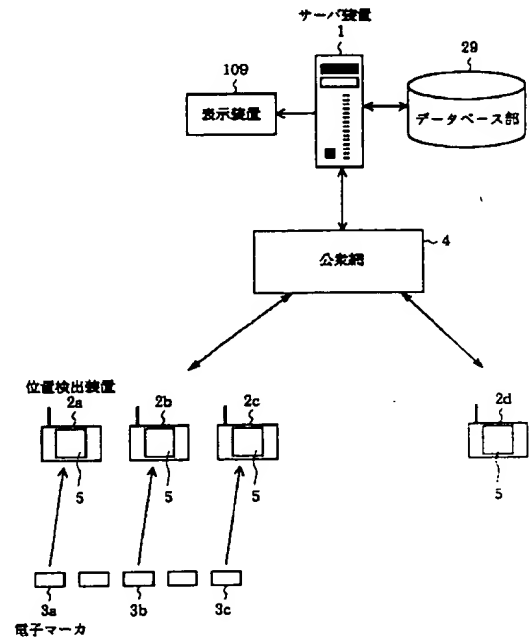 サーバ装置
1
29
109
表示装置
データベース部
4
公衆網
位置検出装置
2a
2b
2c
2d
5
5
5
5
3a
3b
3c
電子マーカ